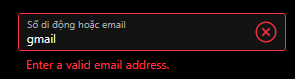 Số di động hoặc email
gmail
Enter a valid email address.